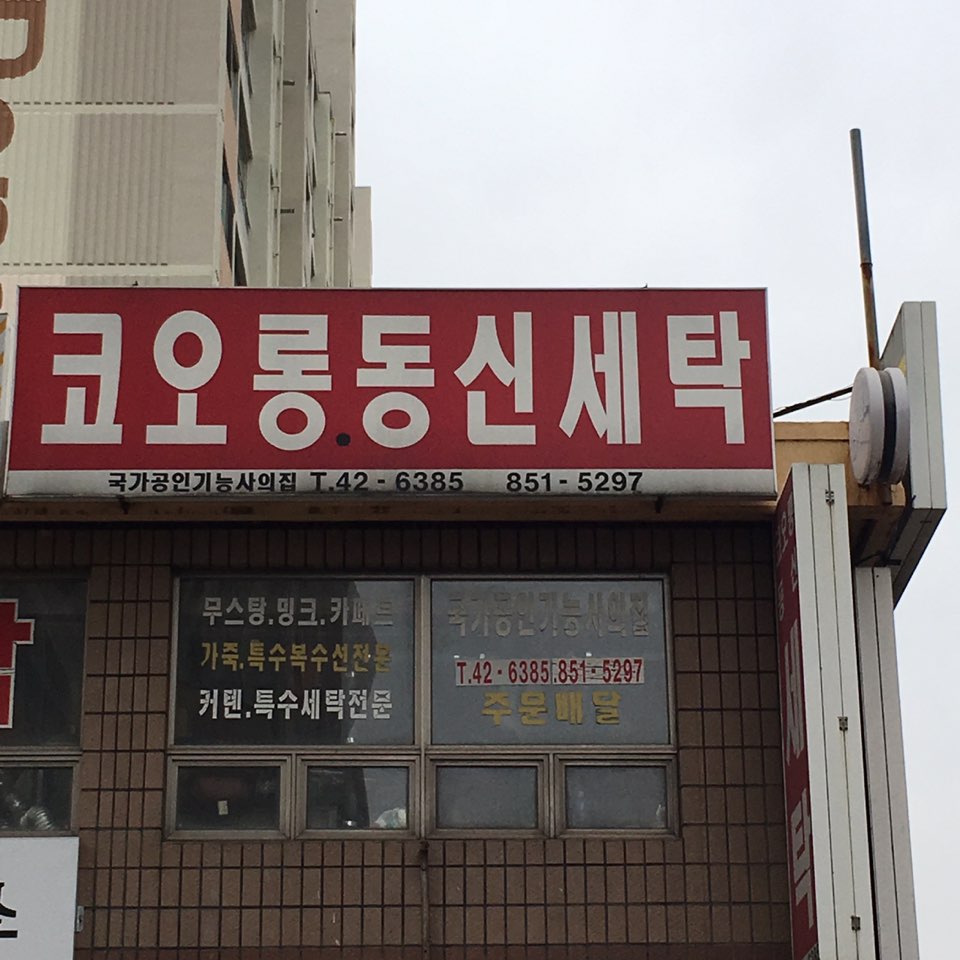 코오롱동신세탁
국가공인기능사의집 T.42 - 6385 851 - 5297
무스탕.밍크.카페트
가죽.특수복수선전문
커텐.특수세탁전문
국가공인기능사의집
T.42 - 6385 851 - 5297
주문배달
세탁